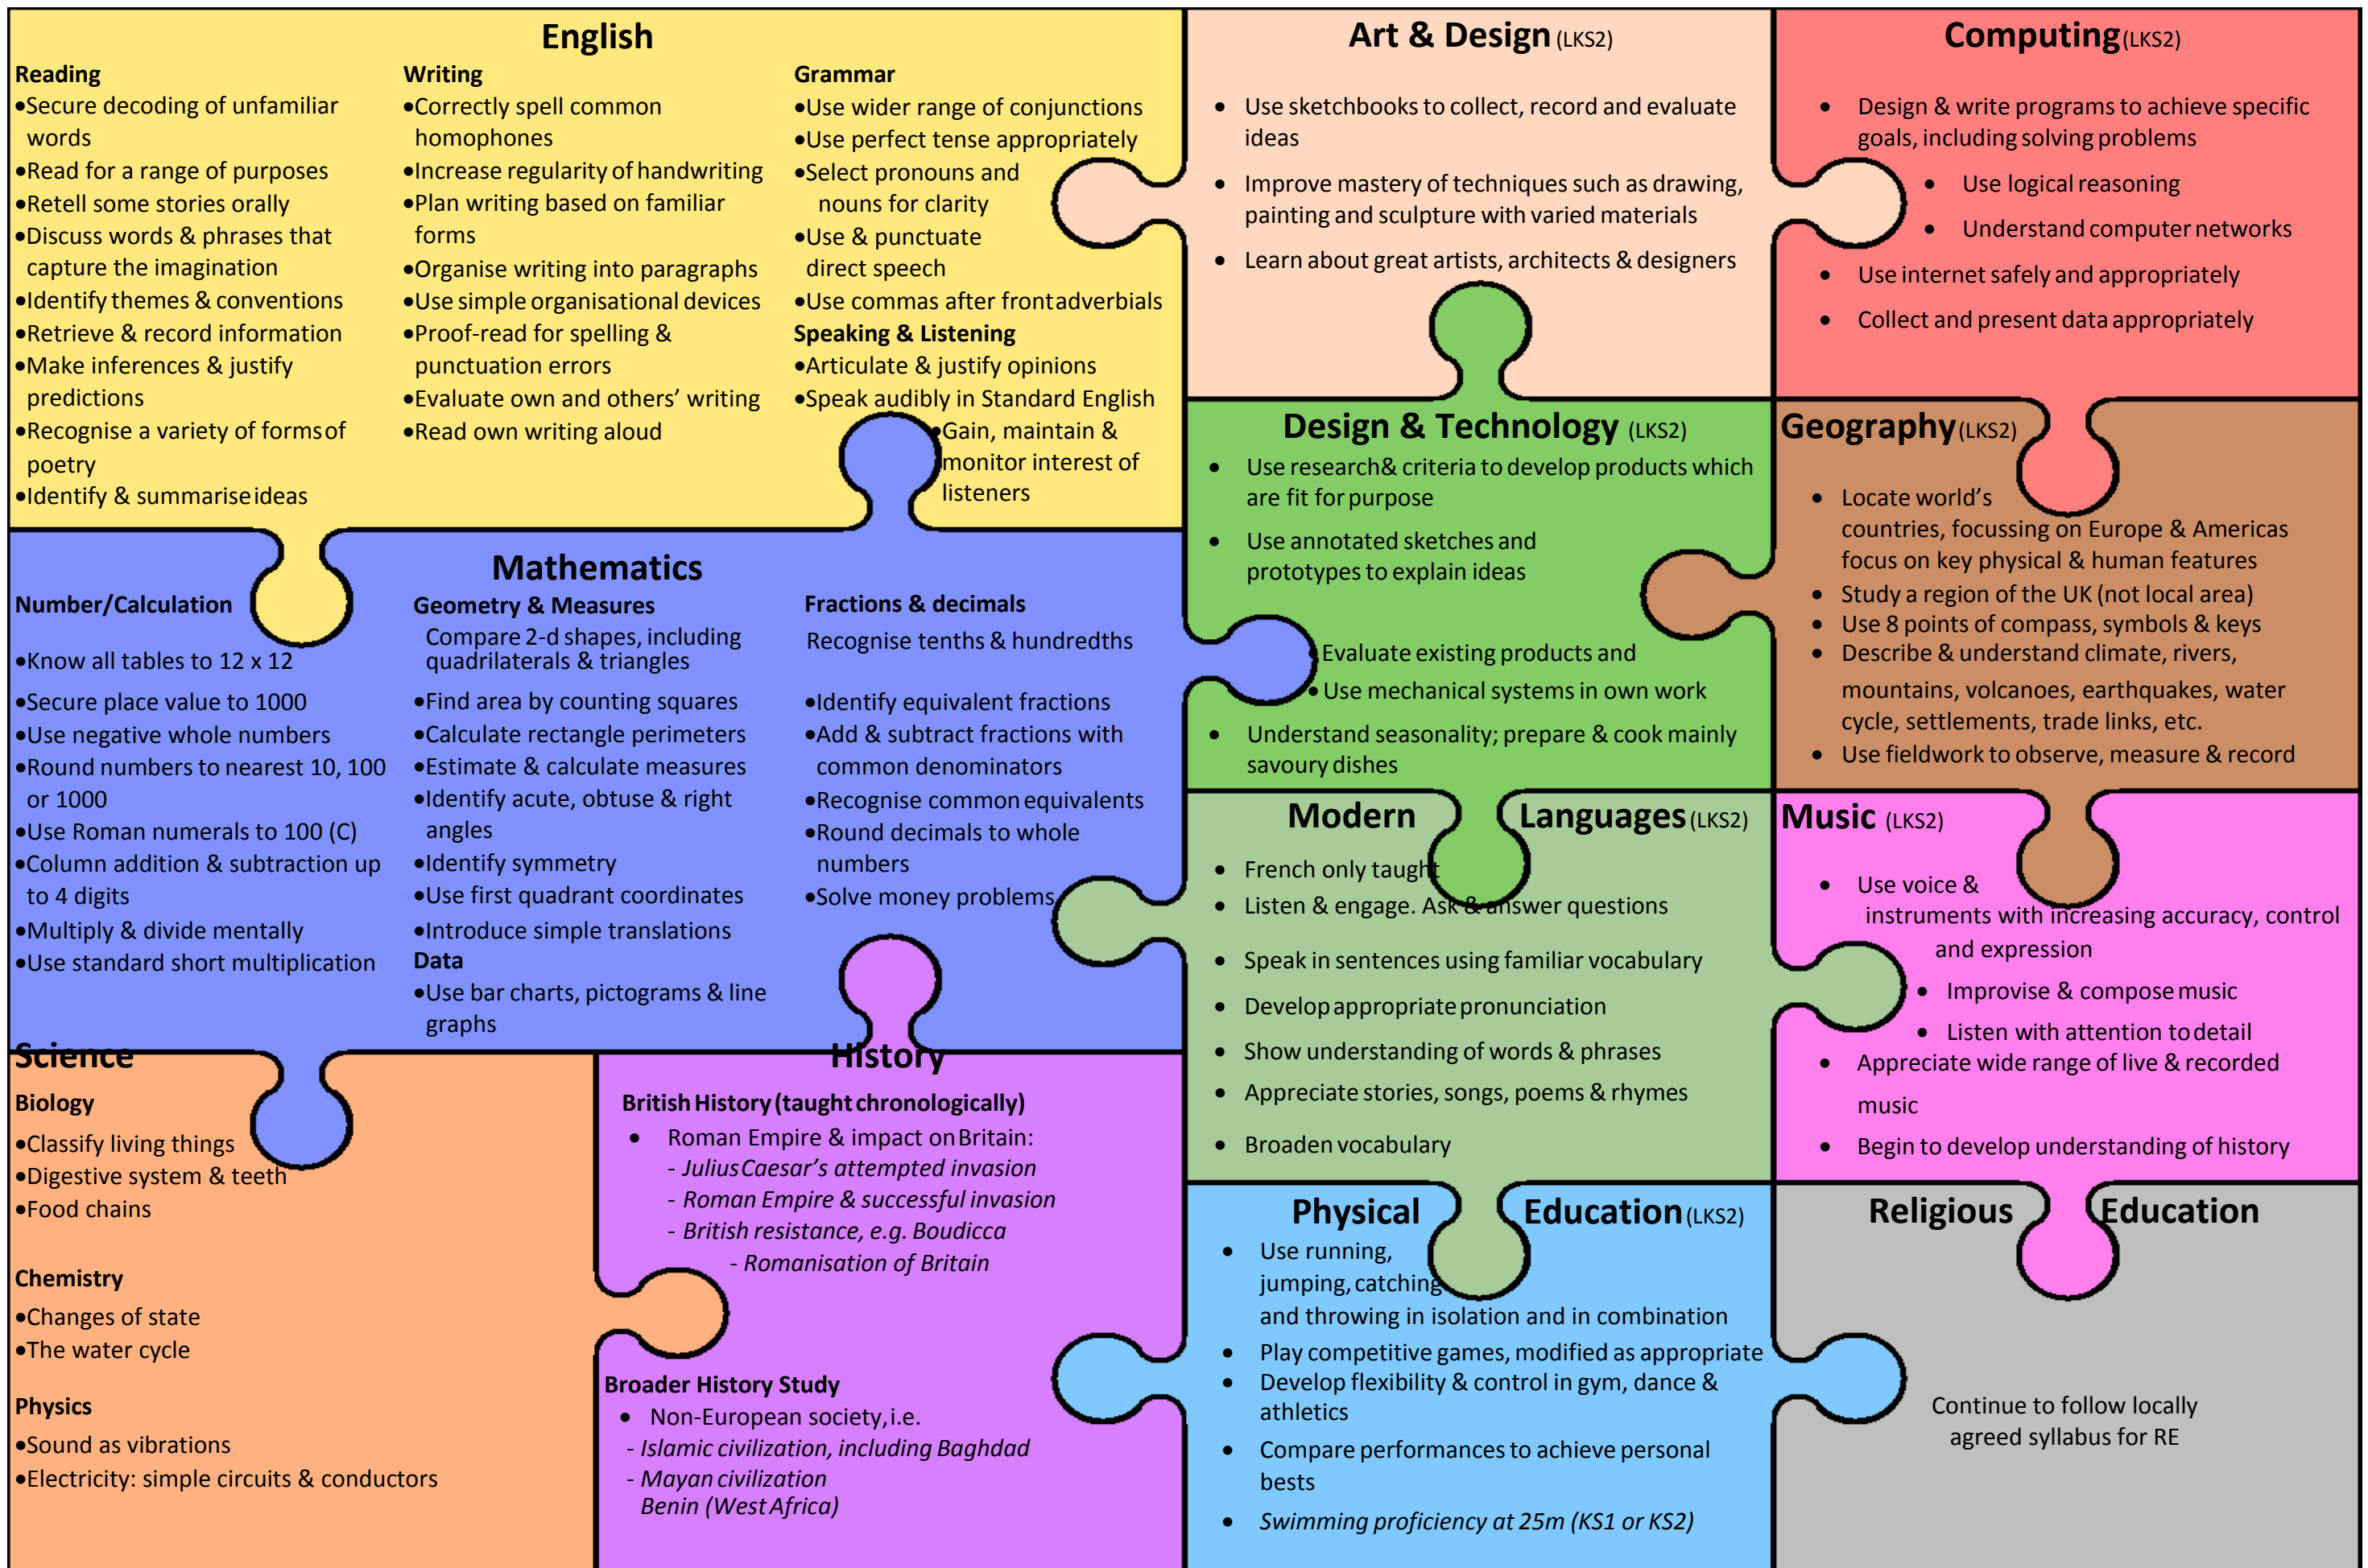 English
Reading
•Secure decoding of unfamiliar
words
•Read for a range of purposes
•Retell some stories orally
•Discuss words & phrases that
capture the imagination
•Identify themes & conventions
•Retrieve & record information
•Make inferences & justify
predictions
•Recognise a variety of forms of
poetry
•Identify & summarise ideas
Writing
•Correctly spell common
homophones
•Increase regularity of handwriting
•Plan writing based on familiar
forms
•Organise writing into paragraphs
•Use simple organisational devices
•Proof-read for spelling &
punctuation errors
•Evaluate own and others’ writing
•Read own writing aloud
Grammar
•Use wider range of conjunctions
•Use perfect tense appropriately
•Select pronouns and
nouns for clarity
•Use & punctuate
direct speech
•Use commas after front adverbials
Speaking & Listening
•Articulate & justify opinions
•Speak audibly in Standard English
•Gain, maintain &
monitor interest of
listeners
Art & Design (LKS2)
• Use sketchbooks to collect, record and evaluate
ideas
• Improve mastery of techniques such as drawing,
painting and sculpture with varied materials
• Learn about great artists, architects & designers
Computing (LKS2)
• Design & write programs to achieve specific
goals, including solving problems
• Use logical reasoning
• Understand computer networks
• Use internet safely and appropriately
• Collect and present data appropriately
Mathematics
Number/Calculation
•Know all tables to 12 x 12
•Secure place value to 1000
•Use negative whole numbers
•Round numbers to nearest 10, 100
or 1000
•Use Roman numerals to 100 (C)
•Column addition & subtraction up
to 4 digits
•Multiply & divide mentally
•Use standard short multiplication
Geometry & Measures
Compare 2-d shapes, including
quadrilaterals & triangles
•Find area by counting squares
•Calculate rectangle perimeters
•Estimate & calculate measures
•Identify acute, obtuse & right
angles
•Identify symmetry
•Use first quadrant coordinates
•Introduce simple translations
Data
•Use bar charts, pictograms & line
graphs
Fractions & decimals
Recognise tenths & hundredths
•Identify equivalent fractions
•Add & subtract fractions with
common denominators
•Recognise common equivalents
•Round decimals to whole
numbers
•Solve money problems
Design & Technology (LKS2)
• Use research& criteria to develop products which
are fit for purpose
• Use annotated sketches and
prototypes to explain ideas
• Evaluate existing products and
• Use mechanical systems in own work
• Understand seasonality; prepare & cook mainly
savoury dishes
Geography (LKS2)
• Locate world’s
countries, focussing on Europe & Americas
focus on key physical & human features
• Study a region of the UK (not local area)
• Use 8 points of compass, symbols & keys
• Describe & understand climate, rivers,
mountains, volcanoes, earthquakes, water
cycle, settlements, trade links, etc.
• Use fieldwork to observe, measure & record
Modern Languages (LKS2)
• French only taught
• Listen & engage. Ask & answer questions
• Speak in sentences using familiar vocabulary
• Develop appropriate pronunciation
• Show understanding of words & phrases
• Appreciate stories, songs, poems & rhymes
• Broaden vocabulary
Music (LKS2)
• Use voice &
instruments with increasing accuracy, control
and expression
• Improvise & compose music
• Listen with attention to detail
• Appreciate wide range of live & recorded
music
• Begin to develop understanding of history
Science
Biology
•Classify living things
•Digestive system & teeth
•Food chains
Chemistry
•Changes of state
•The water cycle
Physics
•Sound as vibrations
•Electricity: simple circuits & conductors
History
British History (taught chronologically)
• Roman Empire & impact on Britain:
- Julius Caesar’s attempted invasion
- Roman Empire & successful invasion
- British resistance, e.g. Boudicca
- Romanisation of Britain
Broader History Study
• Non-European society, i.e.
- Islamic civilization, including Baghdad
- Mayan civilization
Benin (West Africa)
Physical Education (LKS2)
• Use running,
jumping, catching
and throwing in isolation and in combination
• Play competitive games, modified as appropriate
• Develop flexibility & control in gym, dance &
athletics
• Compare performances to achieve personal
bests
• Swimming proficiency at 25m (KS1 or KS2)
Religious Education
Continue to follow locally
agreed syllabus for RE